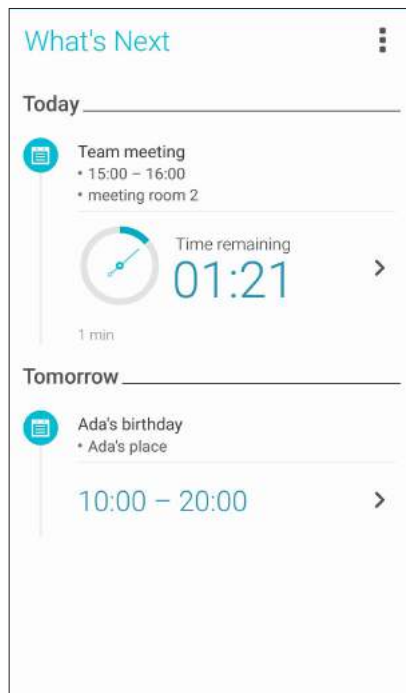 What's Next
Today
Team meeting
• 15:00 – 16:00
• meeting room 2
Time remaining
01:21
1 min
Tomorrow
Ada's birthday
• Ada's place
10:00 – 20:00